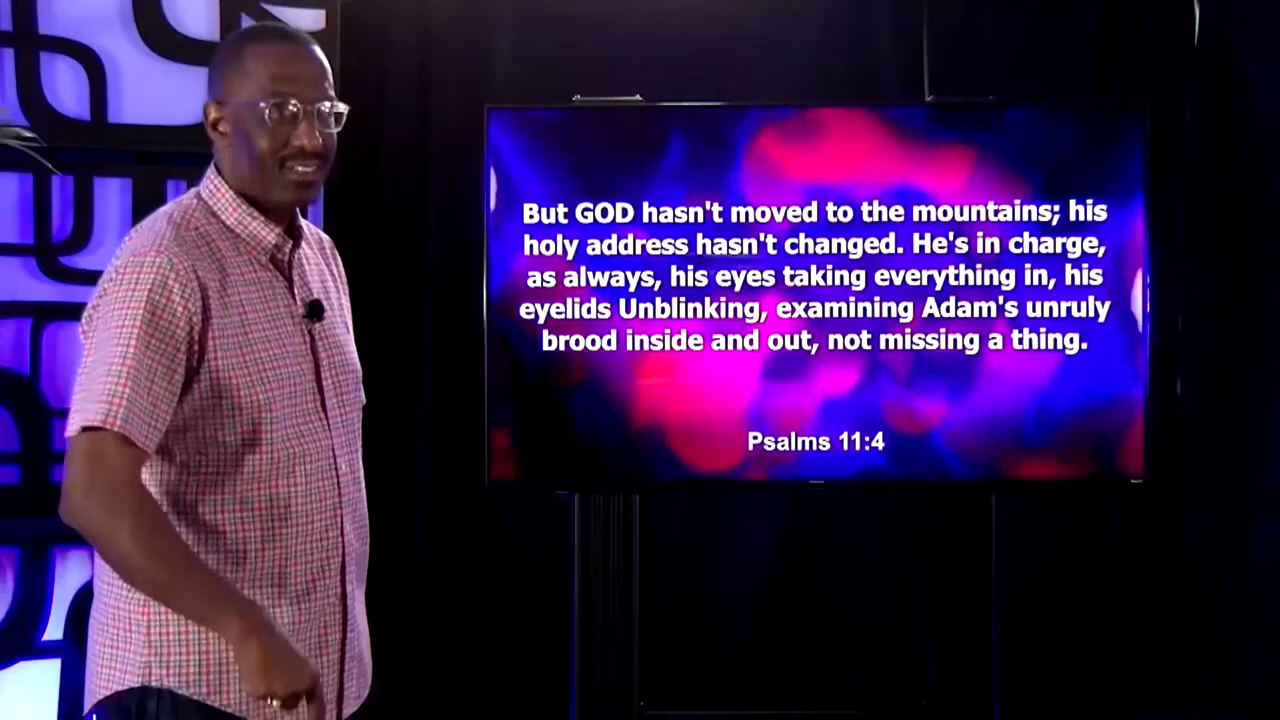 But GOD hasn't moved to the mountains; his
holy address hasn't changed. He's in charge,
as always, his eyes taking everything in, his
eyelids Unblinking, examining Adam's unruly
brood inside and out, not missing a thing.
Psalms 11:4